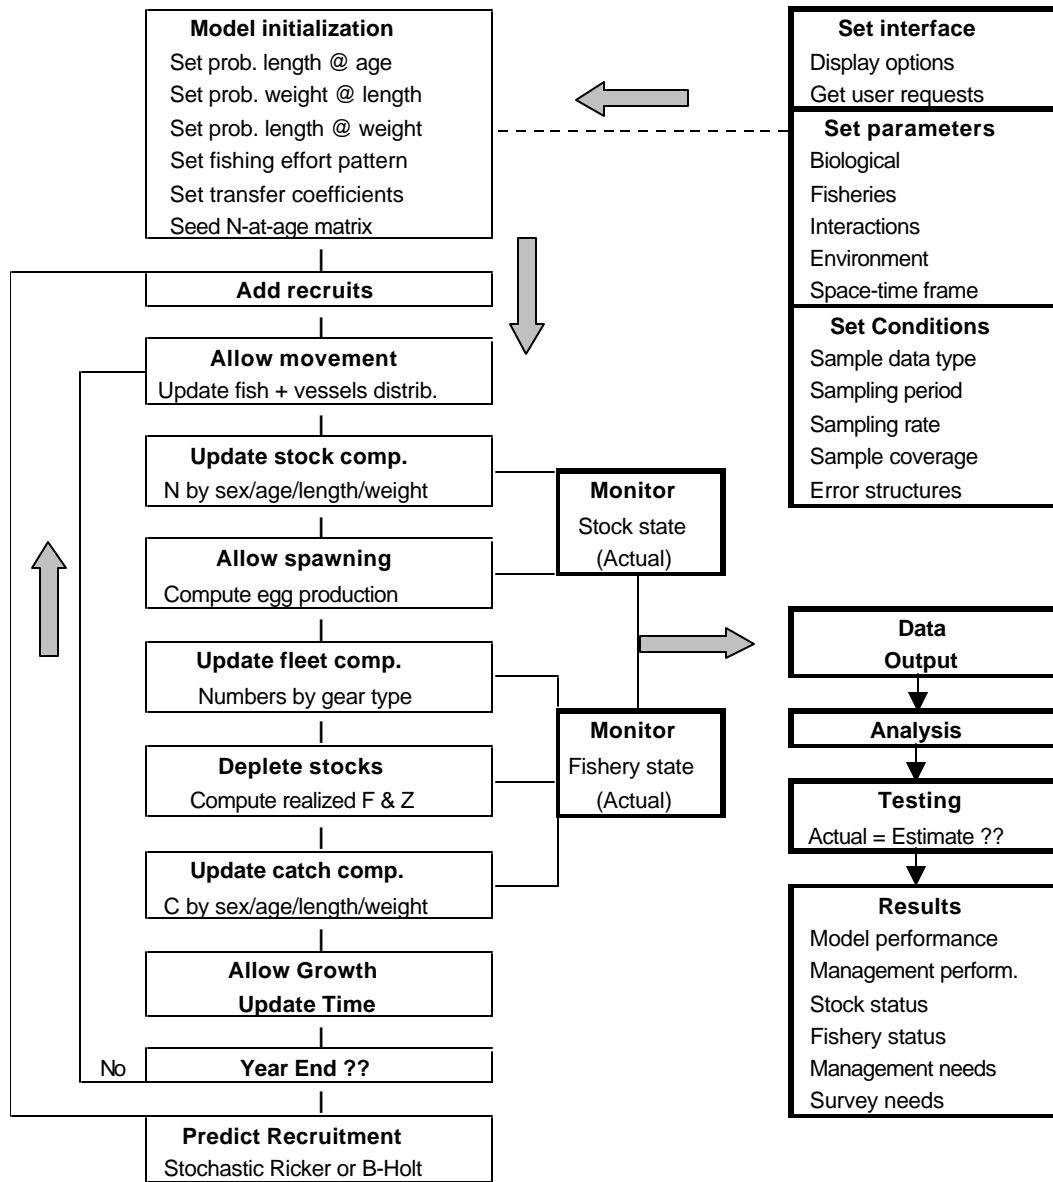 Model initialization
Set prob. length @ age
Set prob. weight @ length
Set prob. length @ weight
Set fishing effort pattern
Set transfer coefficients
Seed N-at-age matrix
Add recruits
Allow movement
Update fish + vessels distrib.
Update stock comp.
N by sex/age/length/weight
Allow spawning
Compute egg production
Update fleet comp.
Numbers by gear type
Deplete stocks
Compute realized F & Z
Update catch comp.
C by sex/age/length/weight
Allow Growth
Update Time
No
Year End ??
Predict Recruitment
Stochastic Ricker or B-Holt
Monitor
Stock state
(Actual)
Monitor
Fishery state
(Actual)
Set interface
Display options
Get user requests
Set parameters
Biological
Fisheries
Interactions
Environment
Space-time frame
Set Conditions
Sample data type
Sampling period
Sampling rate
Sample coverage
Error structures
Data
Output
Analysis
Testing
Actual = Estimate ??
Results
Model performance
Management perform.
Stock status
Fishery status
Management needs
Survey needs